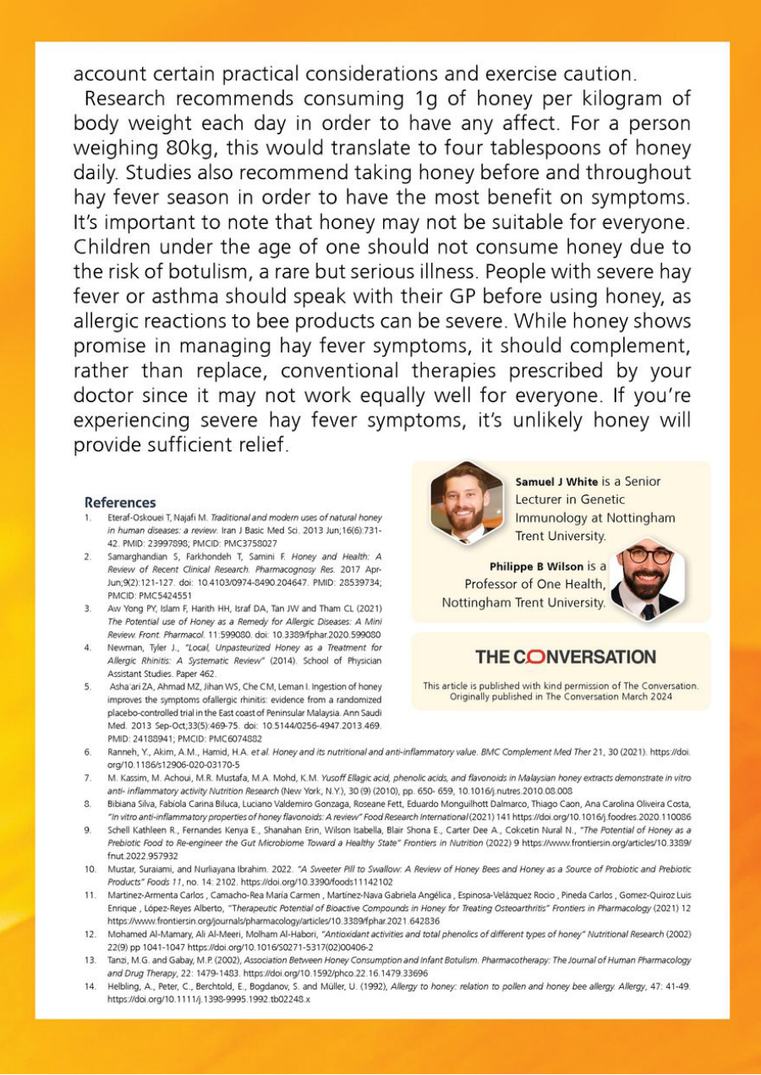 account certain practical considerations and exercise caution.
Research recommends consuming 1g of honey per kilogram of
body weight each day in order to have any affect. For a person
weighing 80kg, this would translate to four tablespoons of honey
daily. Studies also recommend taking honey before and throughout
hay fever season in order to have the most benefit on symptoms.
It’s important to note that honey may not be suitable for everyone.
Children under the age of one should not consume honey due to
the risk of botulism, a rare but serious illness. People with severe hay
fever or asthma should speak with their GP before using honey, as
allergic reactions to bee products can be severe. While honey shows
promise in managing hay fever symptoms, it should complement,
rather than replace, conventional therapies prescribed by your
doctor since it may not work equally well for everyone. If you’re
experiencing severe hay fever symptoms, it’s unlikely honey will
provide sufficient relief.
Samuel J White is a Senior
Lecturer in Genetic
Immunology at Nottingham
Trent University.
Philippe B Wilson is a
Professor of One Health,
Nottingham Trent University.
THE CONVERSATION
This article is published with kind permission of The Conversation.
Originally published in The Conversation March 2024
References
1. Eteraf-Oskouei T, Najafi M. Traditional and modern uses of natural honey
in human diseases: a review. Iran J Basic Med Sci. 2013 Jun;16(6):731-
42. PMID: 23997898; PMCID: PMC3758027
2. Samarghandian S, Farkhondeh T, Samini F. Honey and Health: A
Review of Recent Clinical Research. Pharmacognosy Res. 2017 Apr-
Jun;9(2):121-127. doi: 10.4103/0974-8490.204647. PMID: 28539734;
PMCID: PMC5424551
3. Aw Yong PY, Islam F, Harith HH, Israf DA, Tan JW and Tham CL (2021)
The Potential use of Honey as a Remedy for Allergic Diseases: A Mini
Review. Front. Pharmacol. 11:599080. doi: 10.3389/fphar.2020.599080
4. Newman, Tyler J., “Local, Unpasteurized Honey as a Treatment for
Allergic Rhinitis: A Systematic Review” (2014). School of Physician
Assistant Studies. Paper 462.
5. Asha’ari ZA, Ahmad MZ, Jihan WS, Che CM, Leman I. Ingestion of honey
improves the symptoms ofallergic rhinitis: evidence from a randomized
placebo-controlled trial in the East coast of Peninsular Malaysia. Ann Saudi
Med. 2013 Sep-Oct;33(5):469-75. doi: 10.5144/0256-4947.2013.469.
PMID: 24188941; PMCID: PMC6074882
6. Ranneh, Y., Akim, A.M., Hamid, H.A. et al. Honey and its nutritional and anti-inflammatory value. BMC Complement Med Ther 21, 30 (2021). https://doi.
org/10.1186/s12906-020-03170-5
7. M. Kassim, M. Achoui, M.R. Mustafa, M.A. Mohd, K.M. Yusoff Ellagic acid, phenolic acids, and flavonoids in Malaysian honey extracts demonstrate in vitro
anti- inflammatory activity Nutrition Research (New York, N.Y.), 30 (9) (2010), pp. 650- 659, 10.1016/j.nutres.2010.08.008
8. Bibiana Silva, Fabíola Carina Biluca, Luciano Valdemiro Gonzaga, Roseane Fett, Eduardo Monguilhott Dalmarco, Thiago Caon, Ana Carolina Oliveira Costa,
“In vitro anti-inflammatory properties of honey flavonoids: A review” Food Research International (2021) 141 https://doi.org/10.1016/j.foodres.2020.110086
9. Schell Kathleen R., Fernandes Kenya E., Shanahan Erin, Wilson Isabella, Blair Shona E., Carter Dee A., Cokcetin Nural N., “The Potential of Honey as a
Prebiotic Food to Re-engineer the Gut Microbiome Toward a Healthy State” Frontiers in Nutrition (2022) 9 https://www.frontiersin.org/articles/10.3389/
fnut.2022.957932
10. Mustar, Suraiami, and Nurliayana Ibrahim. 2022. “A Sweeter Pill to Swallow: A Review of Honey Bees and Honey as a Source of Probiotic and Prebiotic
Products” Foods 11, no. 14: 2102. https://doi.org/10.3390/foods11142102
11. Martinez-Armenta Carlos , Camacho-Rea María Carmen , Martínez-Nava Gabriela Angélica , Espinosa-Velázquez Rocio , Pineda Carlos , Gomez-Quiroz Luis
Enrique , López-Reyes Alberto, “Therapeutic Potential of Bioactive Compounds in Honey for Treating Osteoarthritis” Frontiers in Pharmacology (2021) 12
https://www.frontiersin.org/journals/pharmacology/articles/10.3389/fphar.2021.642836
12. Mohamed Al-Mamary, Ali Al-Meeri, Molham Al-Habori, “Antioxidant activities and total phenolics of different types of honey” Nutritional Research (2002)
22(9) pp 1041-1047 https://doi.org/10.1016/S0271-5317(02)00406-2
13. Tanzi, M.G. and Gabay, M.P. (2002), Association Between Honey Consumption and Infant Botulism. Pharmacotherapy: The Journal of Human Pharmacology
and Drug Therapy, 22: 1479-1483. https://doi.org/10.1592/phco.22.16.1479.33696
14. Helbling, A., Peter, C., Berchtold, E., Bogdanov, S. and Müller, U. (1992), Allergy to honey: relation to pollen and honey bee allergy. Allergy, 47: 41-49.
https://doi.org/10.1111/j.1398-9995.1992.tb02248.x